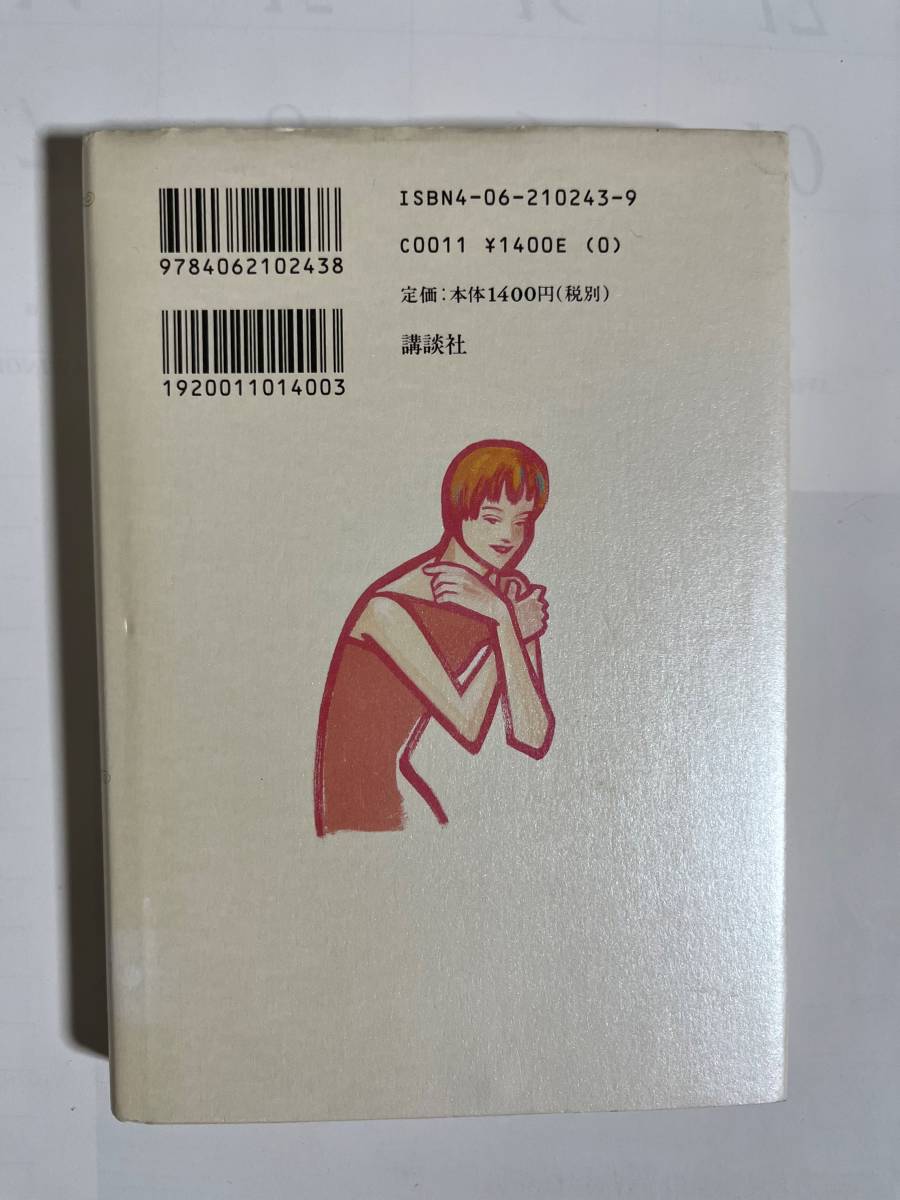 9784062102438
1920011014003
ISBN4-06-210243-9
C0011 ¥1400E (0)
定価：本体1400円（税別）
講談社